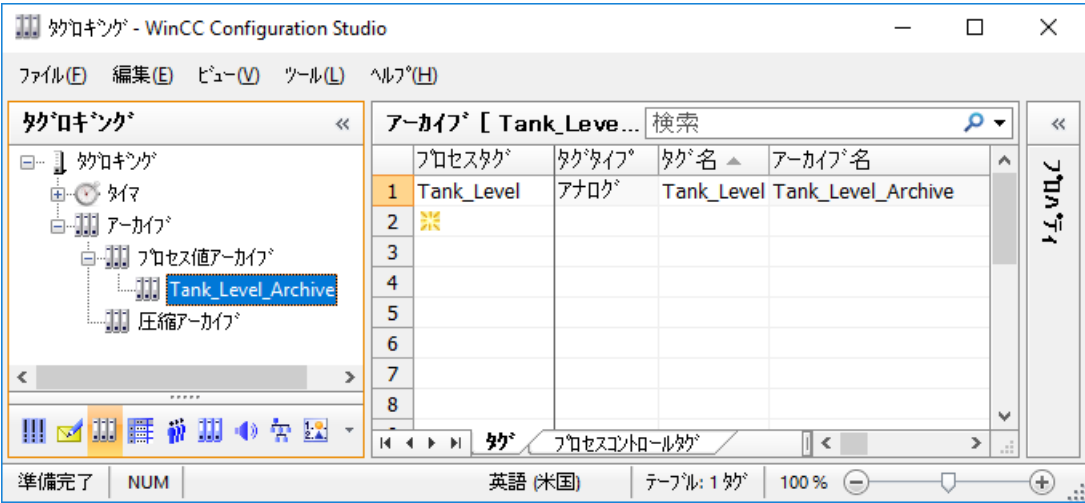 タグロギング - WinCC Configuration Studio
ファイル(F) 編集(E) ビュー(V) ツール(L) ヘルプ(H)
タグロギング «
タグロギング
タイマ
アーカイブ
プロセス値アーカイブ
Tank_Level_Archive
圧縮アーカイブ
アーカイブ [ Tank_Leve... 検索
プロセスタグ タグタイプ タグ名 アーカイブ名
1 Tank_Level アナログ Tank_Level Tank_Level_Archive
2
3
4
5
6
7
8
タグ プロセスコントロールタグ
«
プロパティ
準備完了 NUM 英語 (米国) テーブル: 1 タグ 100 %